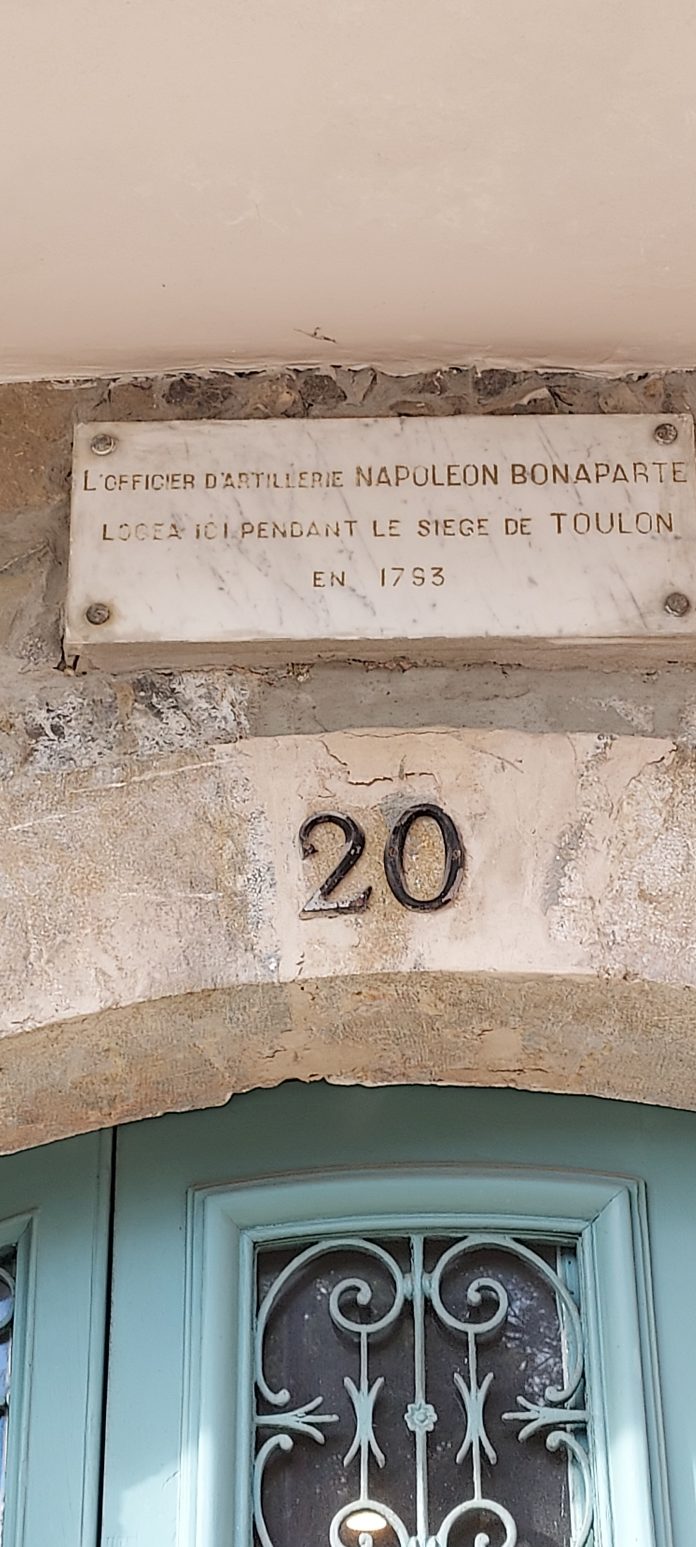 L'OFFICIER D'ARTILLERIE NAPOLEON BONAPARTE
LOGEA ICI PENDANT LE SIEGE DE TOULON
EN 1793
20